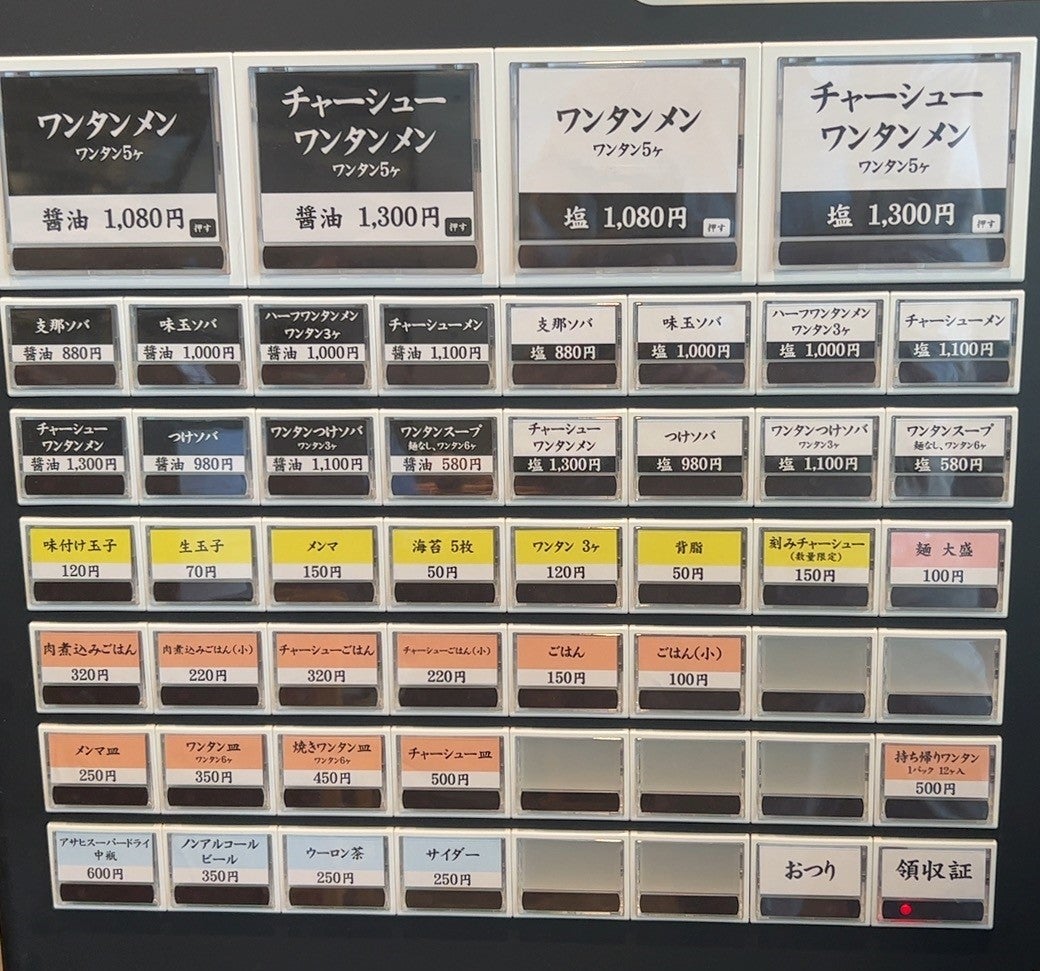 ワンタンメン
ワンタン5ヶ
醤油 1,080円
押す
チャーシュー
ワンタンメン
ワンタン5ヶ
醤油 1,300円
押す
ワンタンメン
ワンタン5ヶ
塩 1,080円
押す
チャーシュー
ワンタンメン
ワンタン5ヶ
塩 1,300円
押す
支那ソバ
醤油 880円
味玉ソバ
醤油 1,000円
ハーフワンタンメン
ワンタン3ヶ
醤油 1,000円
チャーシューメン
醤油 1,100円
支那ソバ
塩 880円
味玉ソバ
塩 1,000円
ハーフワンタンメン
ワンタン3ヶ
塩 1,000円
チャーシューメン
塩 1,100円
チャーシュー
ワンタンメン
醤油 1,300円
つけソバ
醤油 980円
ワンタンつけソバ
ワンタン3ヶ
醤油 1,100円
ワンタンスープ
麺なし、ワンタン6ヶ
醤油 580円
チャーシュー
ワンタンメン
塩 1,300円
つけソバ
塩 980円
ワンタンつけソバ
ワンタン3ヶ
塩 1,100円
ワンタンスープ
麺なし、ワンタン6ヶ
塩 580円
味付け玉子
120円
生玉子
70円
メンマ
150円
海苔 5枚
50円
ワンタン 3ヶ
120円
背脂
50円
刻みチャーシュー
(数量限定)
150円
麺 大盛
100円
肉煮込みごはん
320円
肉煮込みごはん(小)
220円
チャーシューごはん
320円
チャーシューごはん(小)
220円
ごはん
150円
ごはん(小)
100円
メンマ皿
250円
ワンタン皿
ワンタン6ヶ
350円
焼きワンタン皿
ワンタン6ヶ
450円
チャーシュー皿
500円
持ち帰りワンタン
1パック 12ヶ入
500円
アサヒスーパードライ
中瓶
600円
ノンアルコール
ビール
350円
ウーロン茶
250円
サイダー
250円
おつり
領収証